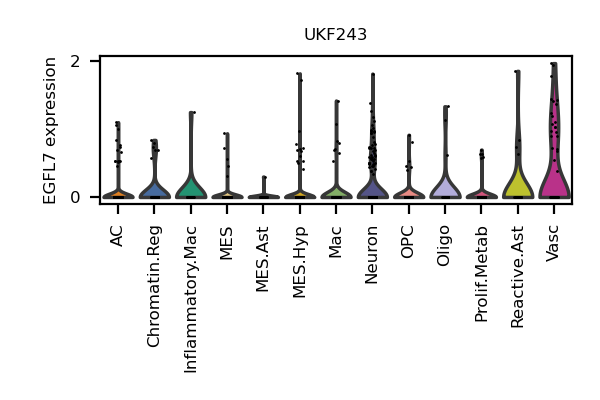 UKF243
EGFL7 expression
2
0
AC
Chromatin.Reg
Inflammatory.Mac
MES
MES.Ast
MES.Hyp
Mac
Neuron
OPC
Oligo
Prolif.Metab
Reactive.Ast
Vasc